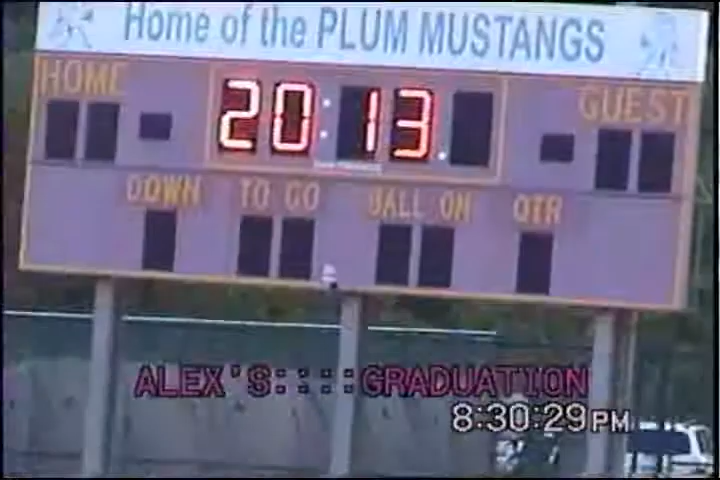 Home of the PLUM MUSTANGS
HOME 20:13. GUEST
DOWN TO GO BALL ON QTR
ALEX'S::::GRADUATION
8:30:29PM